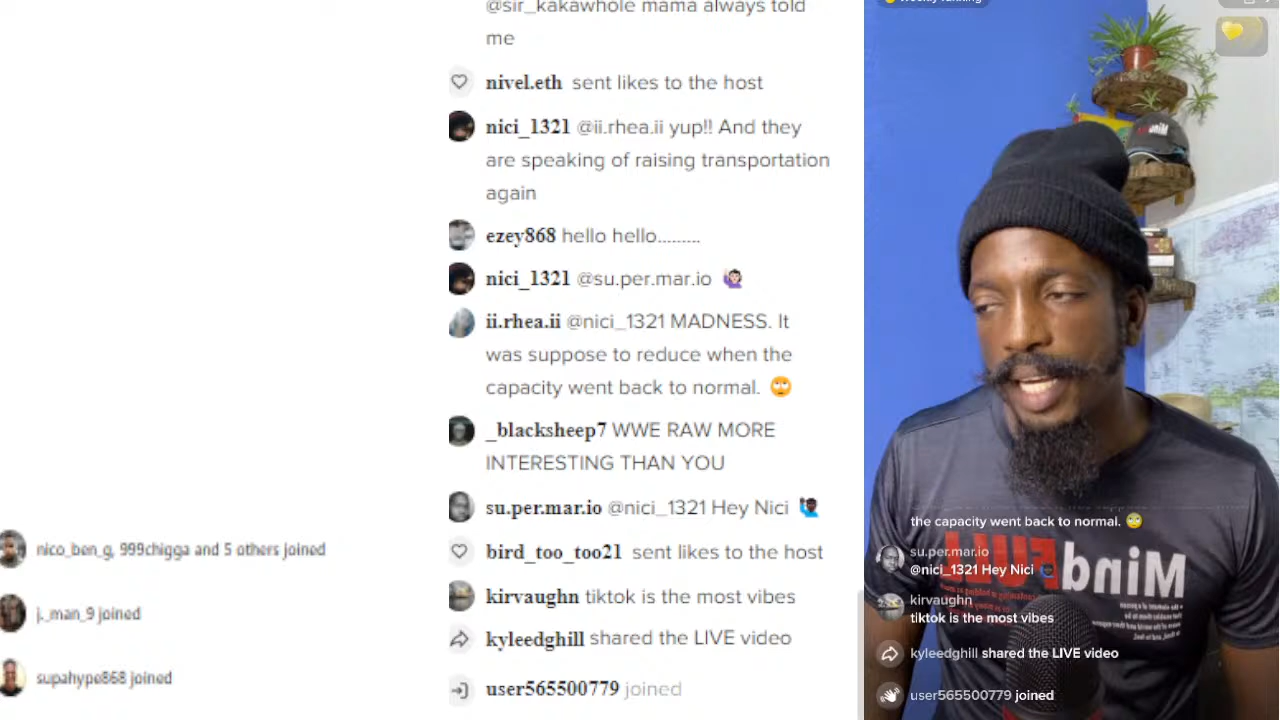 nico_ben_g, 999chigga and 5 others joined
j._man_9 joined
supahype868 joined
@sir_kakawhole mama always told
me
nivel.eth sent likes to the host
nici_1321 @ii.rhea.ii yup!! And they
are speaking of raising transportation
again
ezey868 hello hello.........
nici_1321 @su.per.mar.io 🙋🏻‍♀️
ii.rhea.ii @nici_1321 MADNESS. It
was suppose to reduce when the
capacity went back to normal. 🙄
_blacksheep7 WWE RAW MORE
INTERESTING THAN YOU
su.per.mar.io @nici_1321 Hey Nici 🙋🏿‍♂️
bird_too_too21 sent likes to the host
kirvaughn tiktok is the most vibes
kyleedghill shared the LIVE video
user565500779 joined
Weekly ranking
the capacity went back to normal. 🙄
su.per.mar.io
@nici_1321 Hey Nici
kirvaughn
tiktok is the most vibes
kyleedghill shared the LIVE video
user565500779 joined
Mind FULL